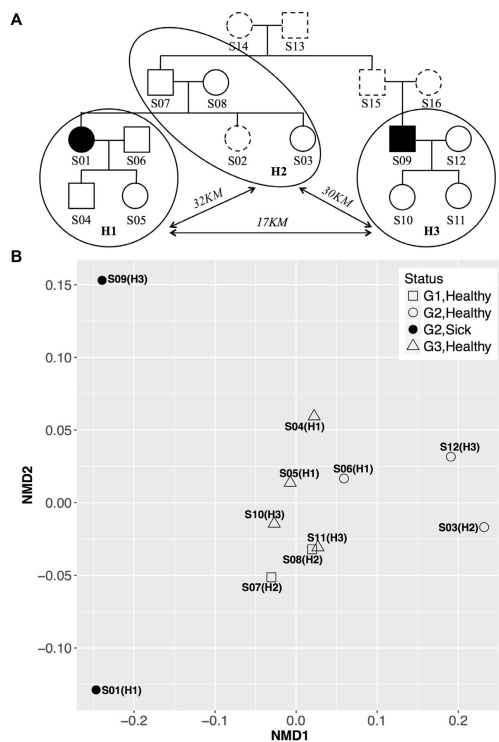 A
S14
S13
S07
S08
S15
S16
S01
S06
S02
S03
S09
S12
H2
S04
S05
S10
S11
H1
H3
32KM
30KM
17KM
B
S09(H3)
Status
G1,Healthy
G2,Healthy
G2,Sick
G3,Healthy
S04(H1)
S12(H3)
S06(H1)
S05(H1)
S10(H3)
S03(H2)
S11(H3)
S08(H2)
S07(H2)
S01(H1)
0.15
0.10
0.05
0.00
−0.05
−0.10
NMD2
−0.2
−0.1
0.0
0.1
0.2
NMD1